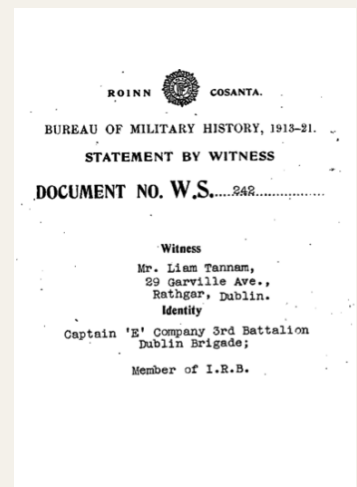 ROINN COSANTA.
BUREAU OF MILITARY HISTORY, 1913-21.
STATEMENT BY WITNESS
DOCUMENT NO. W.S.....242................
Witness
Mr. Liam Tannam,
29 Garville Ave.,
Rathgar, Dublin.
Identity
Captain 'E' Company 3rd Battalion
Dublin Brigade;
Member of I.R.B.